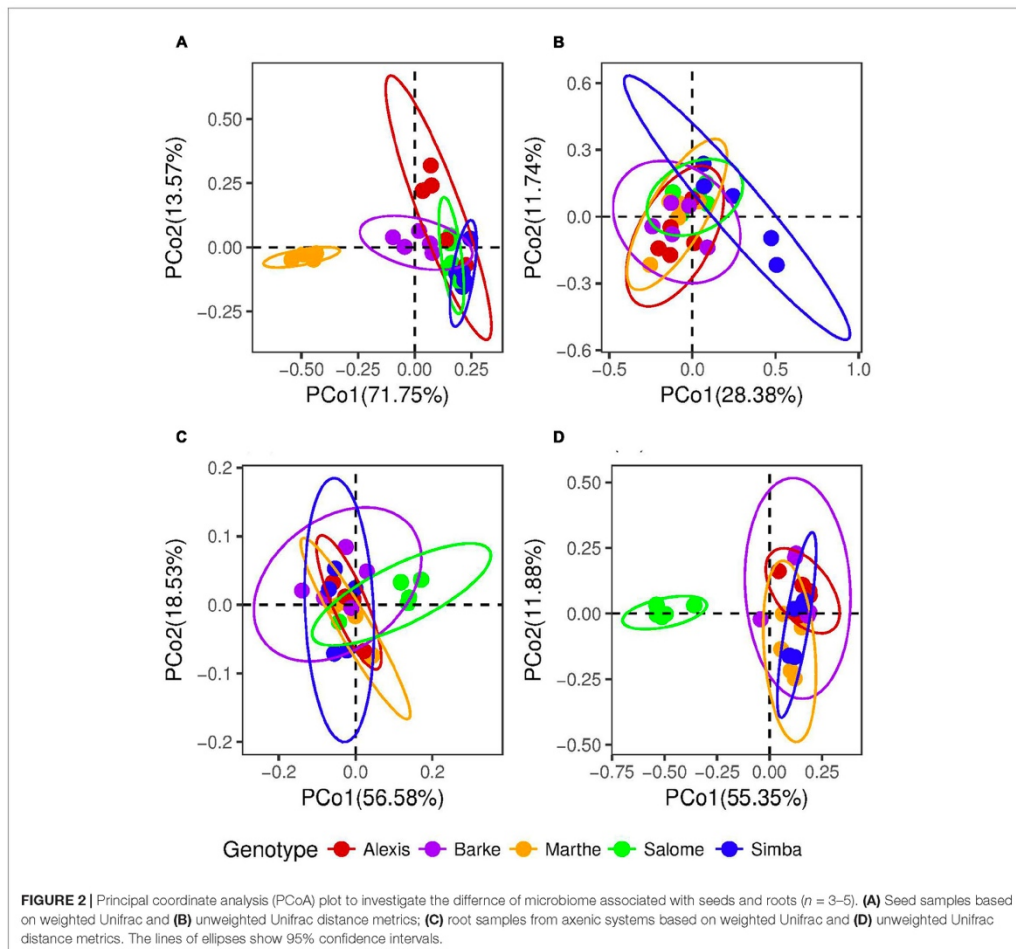 A
B
0.50
0.25
0.00
−0.25
PCo2(13.57%)
−0.50
−0.25
0.00
0.25
PCo1(71.75%)
0.6
0.3
0.0
−0.3
−0.6
PCo2(11.74%)
−0.5
0.0
0.5
1.0
PCo1(28.38%)
C
D
0.2
0.1
0.0
−0.1
−0.2
PCo2(18.53%)
−0.2
0.0
0.2
PCo1(56.58%)
0.50
0.25
0.00
−0.25
−0.50
PCo2(11.88%)
−0.75
−0.50
−0.25
0.00
0.25
PCo1(55.35%)
Genotype Alexis Barke Marthe Salome Simba
FIGURE 2 | Principal coordinate analysis (PCoA) plot to investigate the differnce of microbiome associated with seeds and roots (n = 3–5). (A) Seed samples based
on weighted Unifrac and (B) unweighted Unifrac distance metrics; (C) root samples from axenic systems based on weighted Unifrac and (D) unweighted Unifrac
distance metrics. The lines of ellipses show 95% confidence intervals.